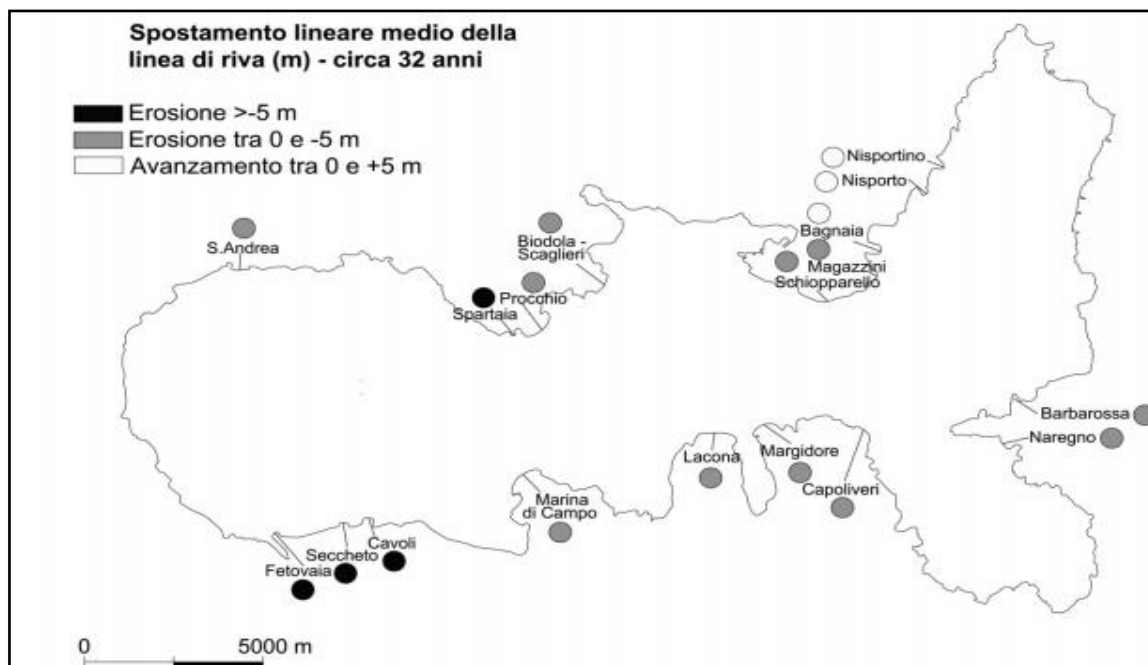 Spostamento lineare medio della
linea di riva (m) - circa 32 anni
Erosione >-5 m
Erosione tra 0 e -5 m
Avanzamento tra 0 e +5 m
Nisportino
Nisporto
Bagnaia
Magazzini
Schiopparello
S.Andrea
Biodola -
Scaglieri
Procchio
Spartaia
Barbarossa
Naregno
Lacona
Margidore
Capoliveri
Marina
di Campo
Cavoli
Seccheto
Fetovaia
0 5000 m